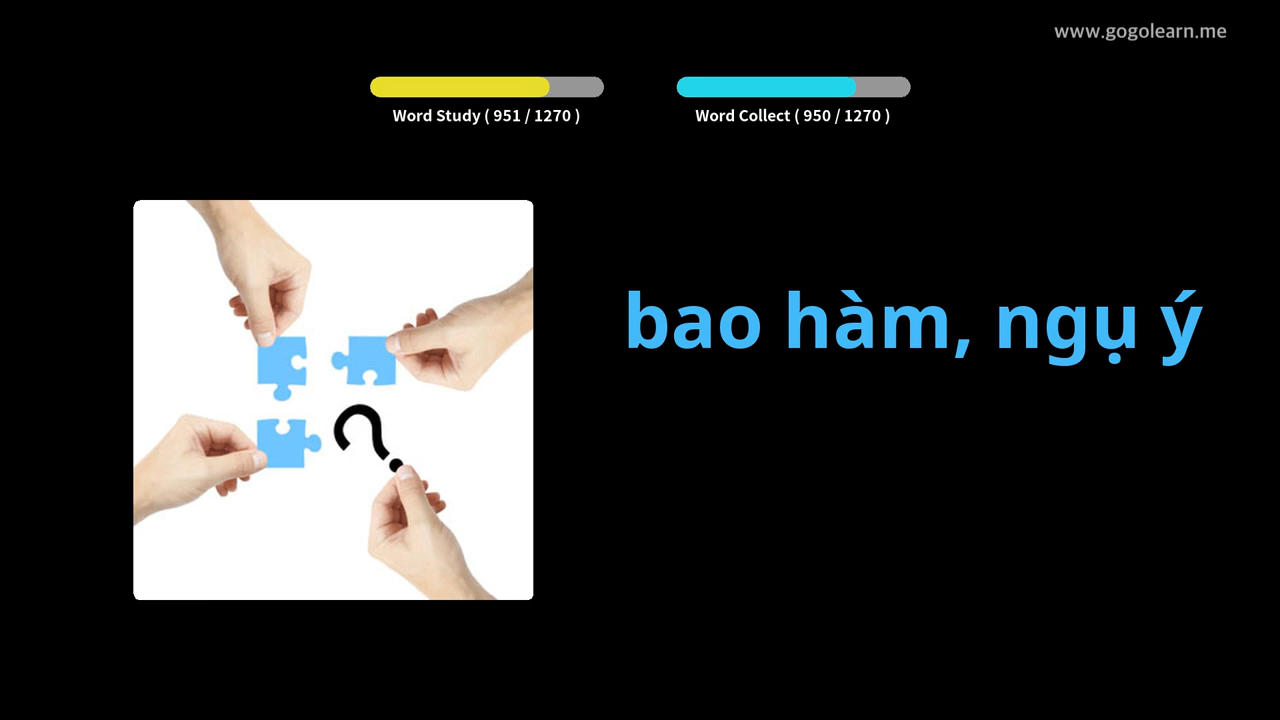 www.gogolearn.me
Word Study ( 951 / 1270 )
Word Collect ( 950 / 1270 )
bao hàm, ngụ ý
?